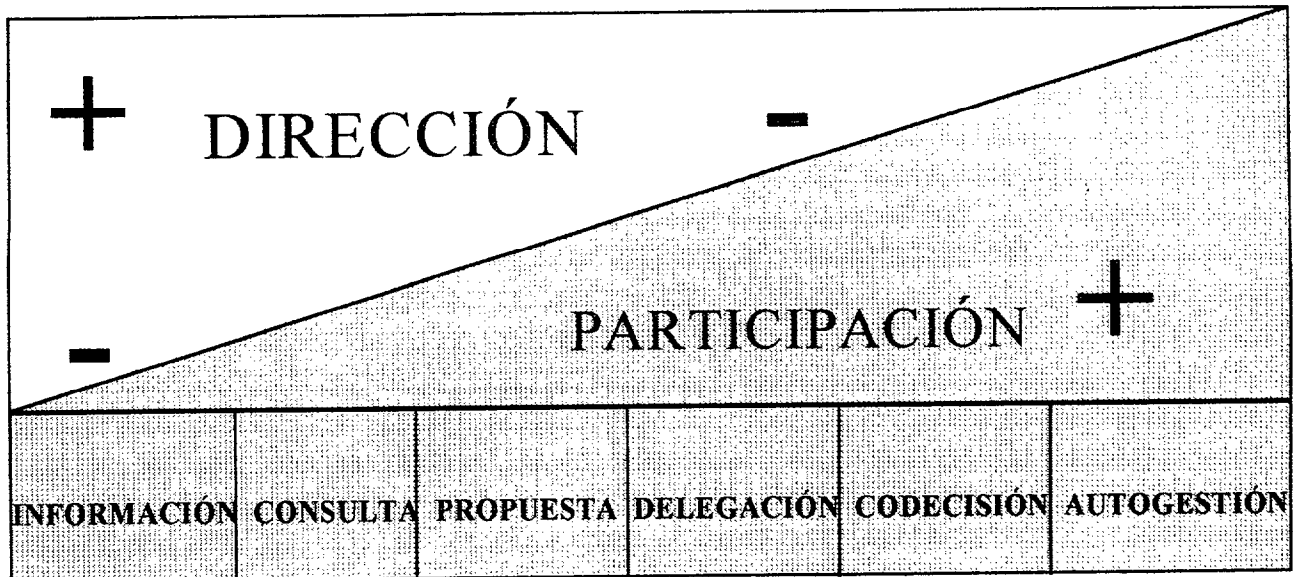 + DIRECCIÓN -
- PARTICIPACIÓN +
INFORMACIÓN CONSULTA PROPUESTA DELEGACIÓN CODECISIÓN AUTOGESTIÓN